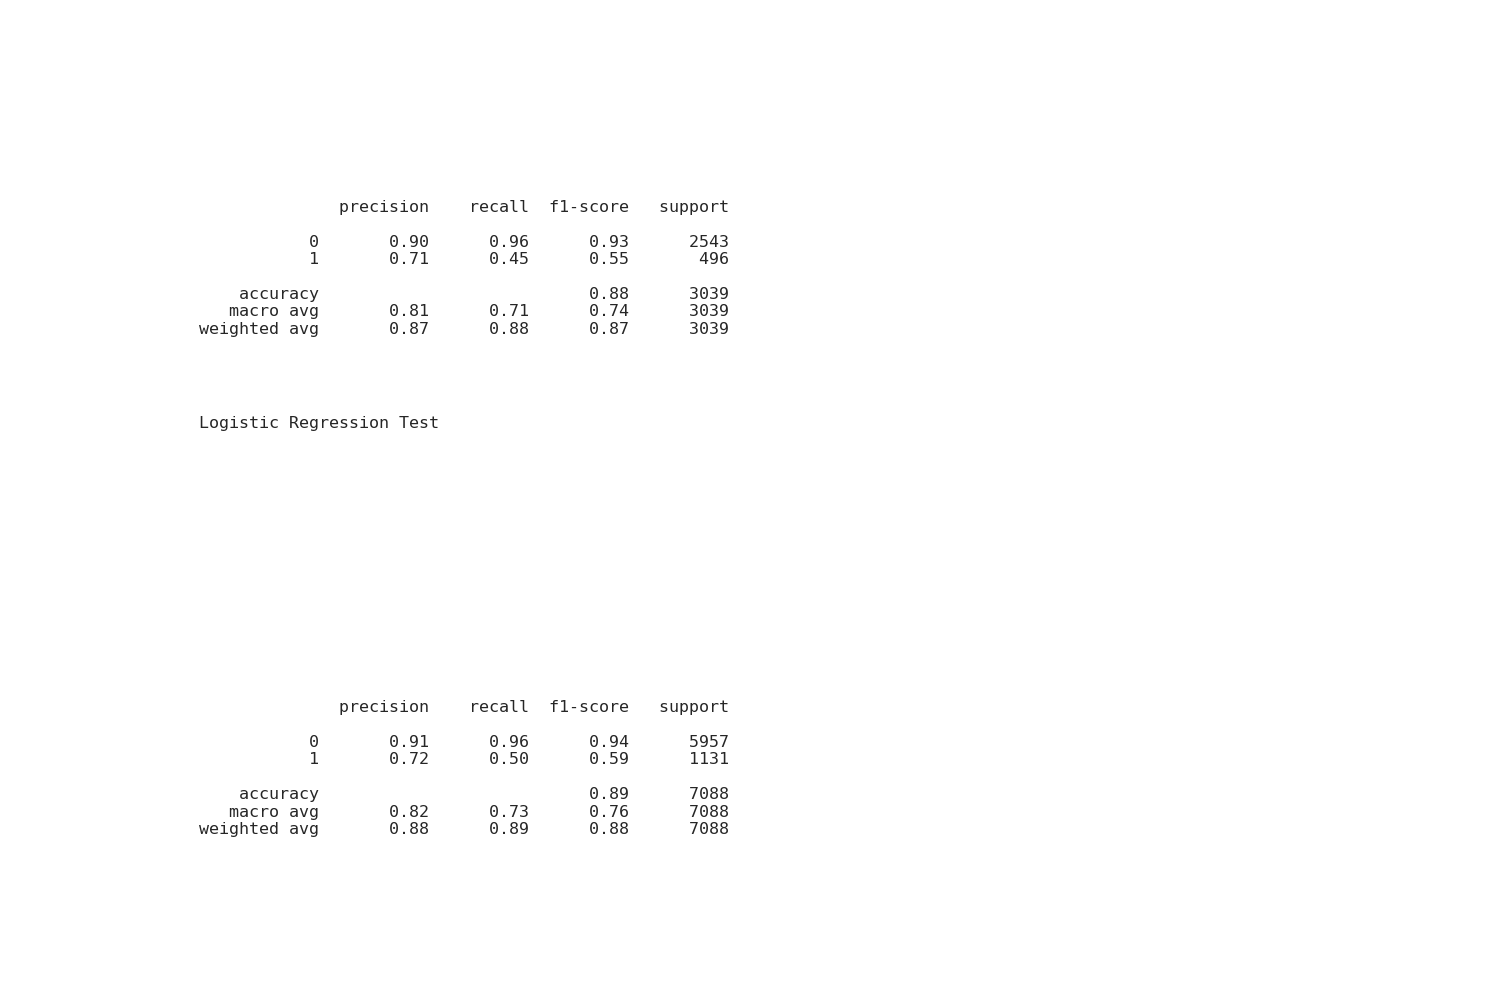 precision    recall  f1-score   support
           0       0.90      0.96      0.93      2543
           1       0.71      0.45      0.55       496
    accuracy                           0.88      3039
   macro avg       0.81      0.71      0.74      3039
weighted avg       0.87      0.88      0.87      3039
Logistic Regression Test
              precision    recall  f1-score   support
           0       0.91      0.96      0.94      5957
           1       0.72      0.50      0.59      1131
    accuracy                           0.89      7088
   macro avg       0.82      0.73      0.76      7088
weighted avg       0.88      0.89      0.88      7088